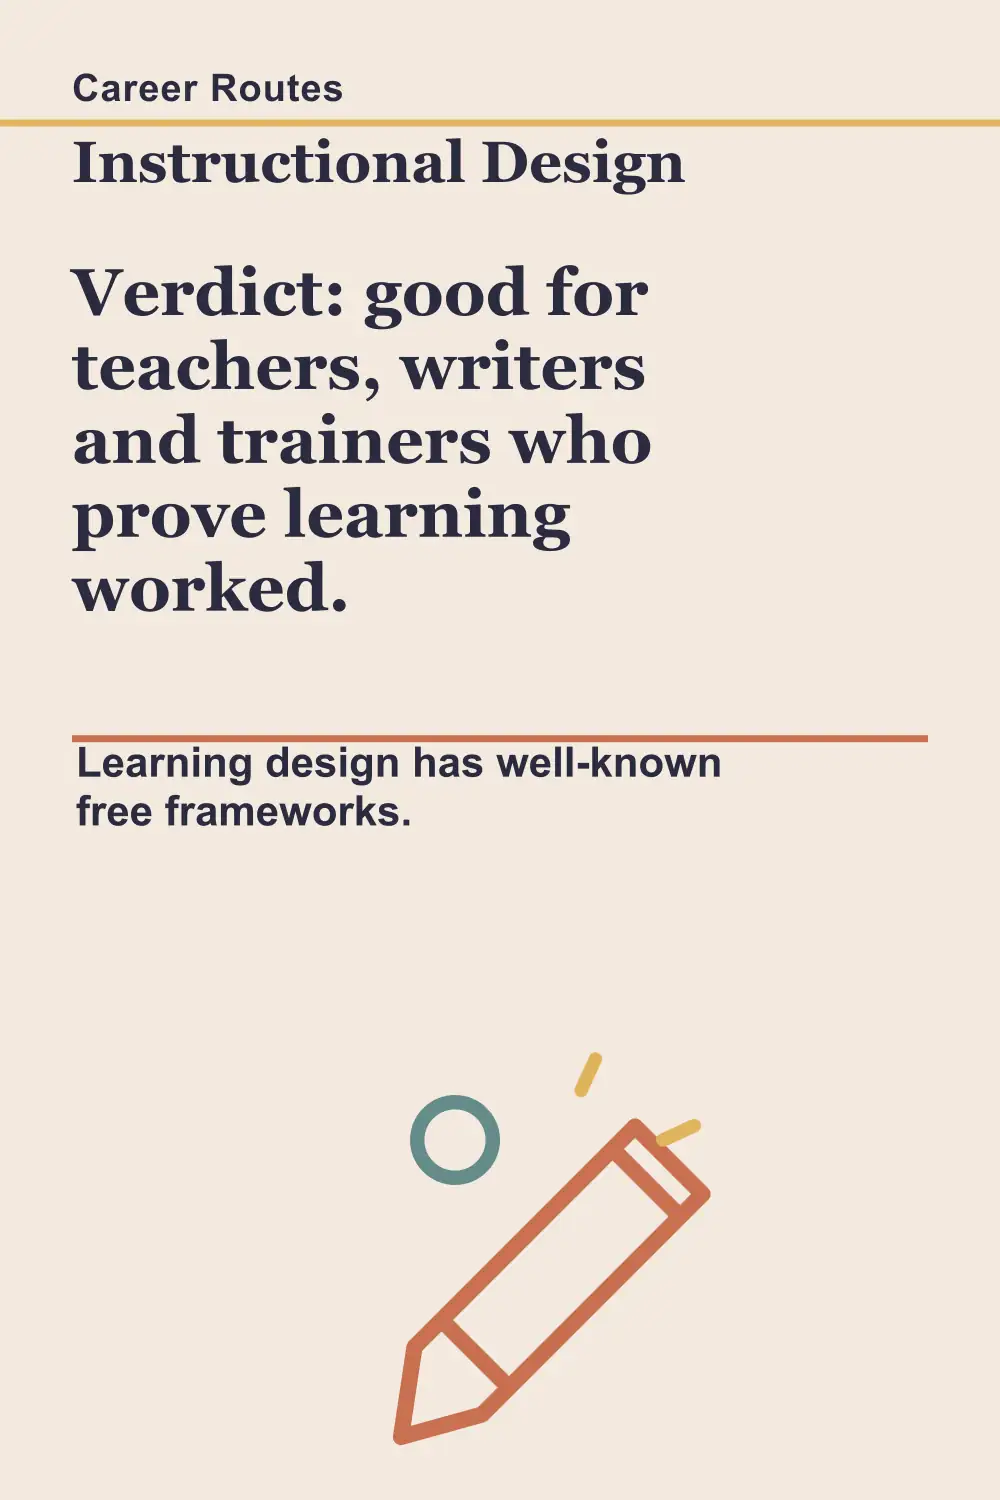 Career Routes
Instructional Design
Verdict: good for
teachers, writers
and trainers who
prove learning
worked.
Learning design has well-known
free frameworks.